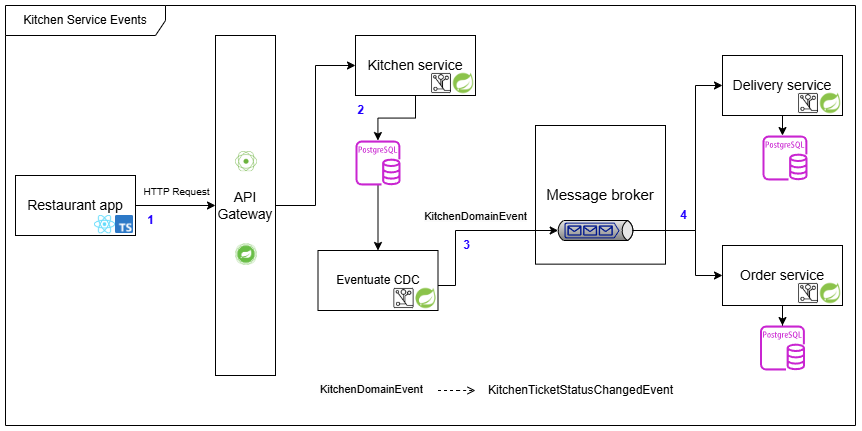 Kitchen Service Events
Kitchen service
2
PostgreSQL
Delivery service
PostgreSQL
Restaurant app
TS
HTTP Request
1
API
Gateway
Message broker
KitchenDomainEvent
3
4
Eventuate CDC
Order service
PostgreSQL
KitchenDomainEvent
KitchenTicketStatusChangedEvent